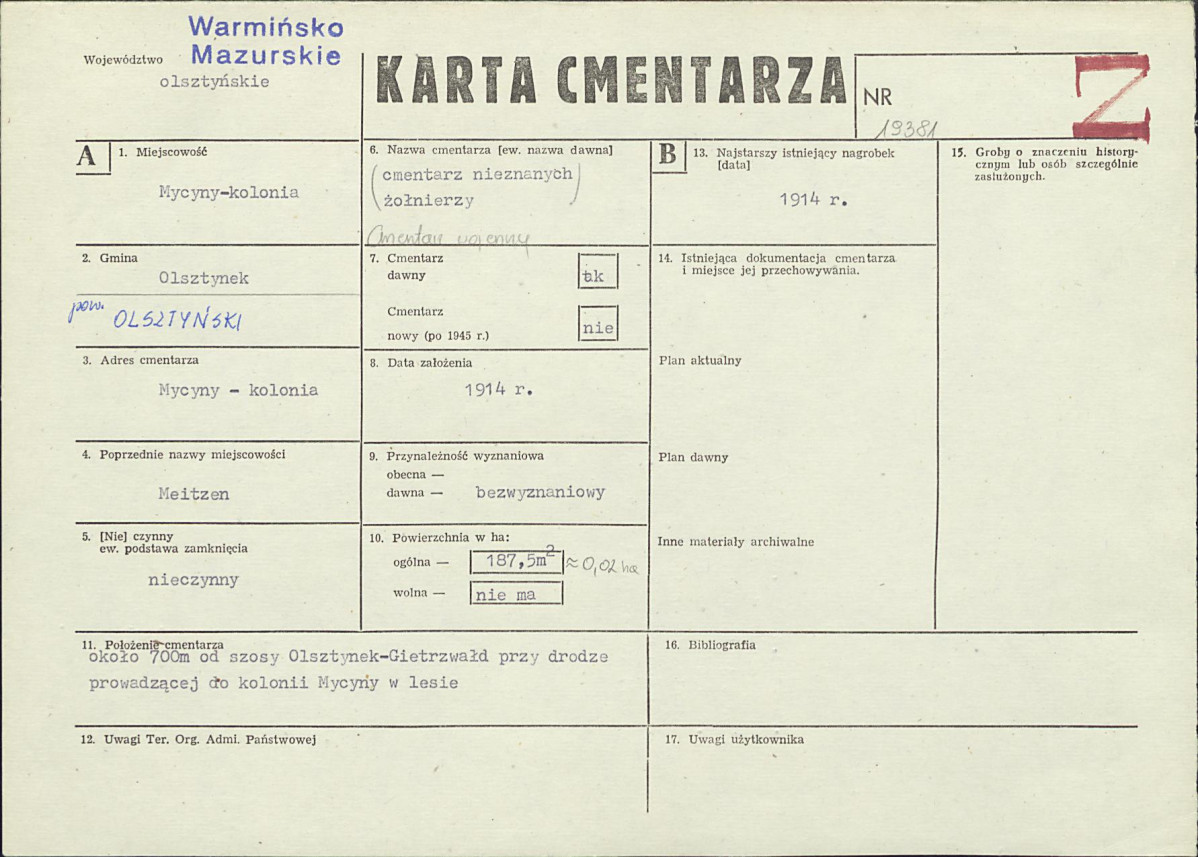 Warmińsko
Mazurskie
Województwo
olsztyńskie
KARTA CMENTARZA
NR
19381
Z
A
1. Miejscowość
Mycyny-kolonia
2. Gmina
Olsztynek
pow.
OLSZTYŃSKI
3. Adres cmentarza
Mycyny - kolonia
4. Poprzednie nazwy miejscowości
Meitzen
5. [Nie] czynny
ew. podstawa zamknięcia
nieczynny
6. Nazwa cmentarza [ew. nazwa dawna]
(cmentarz nieznanych
żołnierzy)
Cmentarz wojenny
7. Cmentarz
dawny
tak
Cmentarz
nowy (po 1945 r.)
nie
8. Data założenia
1914 r.
9. Przynależność wyznaniowa
obecna —
dawna — bezwyznaniowy
10. Powierzchnia w ha:
ogólna — 187,5m² ≈ 0,02 ha
wolna — nie ma
B
13. Najstarszy istniejący nagrobek
[data]
1914 r.
14. Istniejąca dokumentacja cmentarza
i miejsce jej przechowywania.
Plan aktualny
Plan dawny
Inne materiały archiwalne
15. Groby o znaczeniu history-
cznym lub osób szczególnie
zasłużonych.
11. Położenie cmentarza
około 700m od szosy Olsztynek-Gietrzwałd przy drodze
prowadzącej do kolonii Mycyny w lesie
16. Bibliografia
12. Uwagi Ter. Org. Admi. Państwowej
17. Uwagi użytkownika